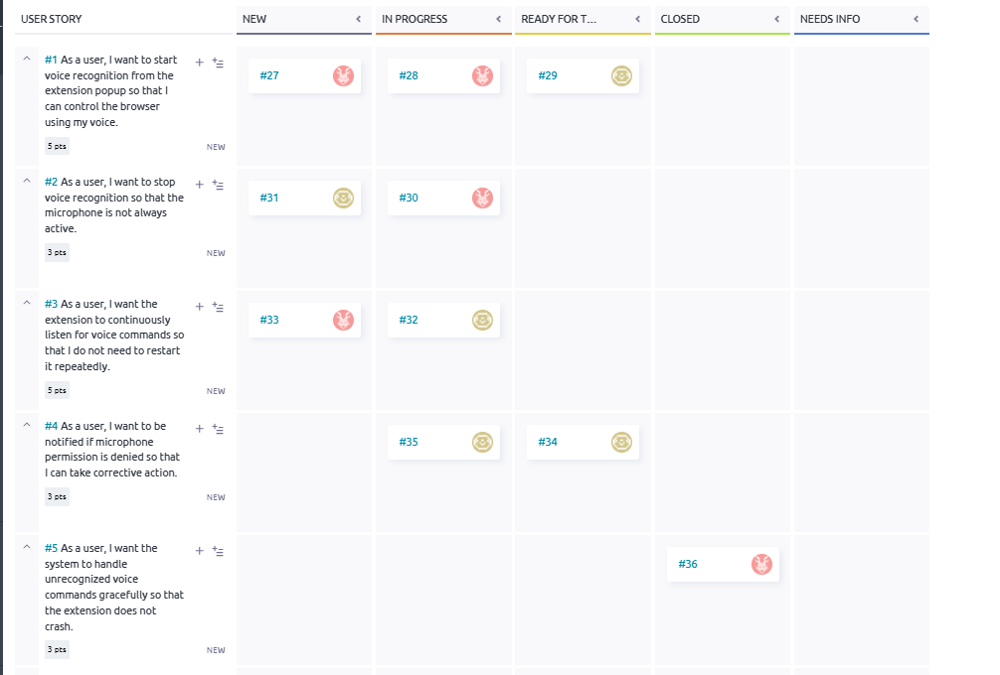 USER STORY
NEW
IN PROGRESS
READY FOR T...
CLOSED
NEEDS INFO
#1 As a user, I want to start
voice recognition from the
extension popup so that I
can control the browser
using my voice.
5 pts
NEW
#27
#28
#29
#2 As a user, I want to stop
voice recognition so that the
microphone is not always
active.
3 pts
NEW
#31
#30
#3 As a user, I want the
extension to continuously
listen for voice commands so
that I do not need to restart
it repeatedly.
5 pts
NEW
#33
#32
#4 As a user, I want to be
notified if microphone
permission is denied so that
I can take corrective action.
3 pts
NEW
#35
#34
#5 As a user, I want the
system to handle
unrecognized voice
commands gracefully so that
the extension does not
crash.
3 pts
NEW
#36